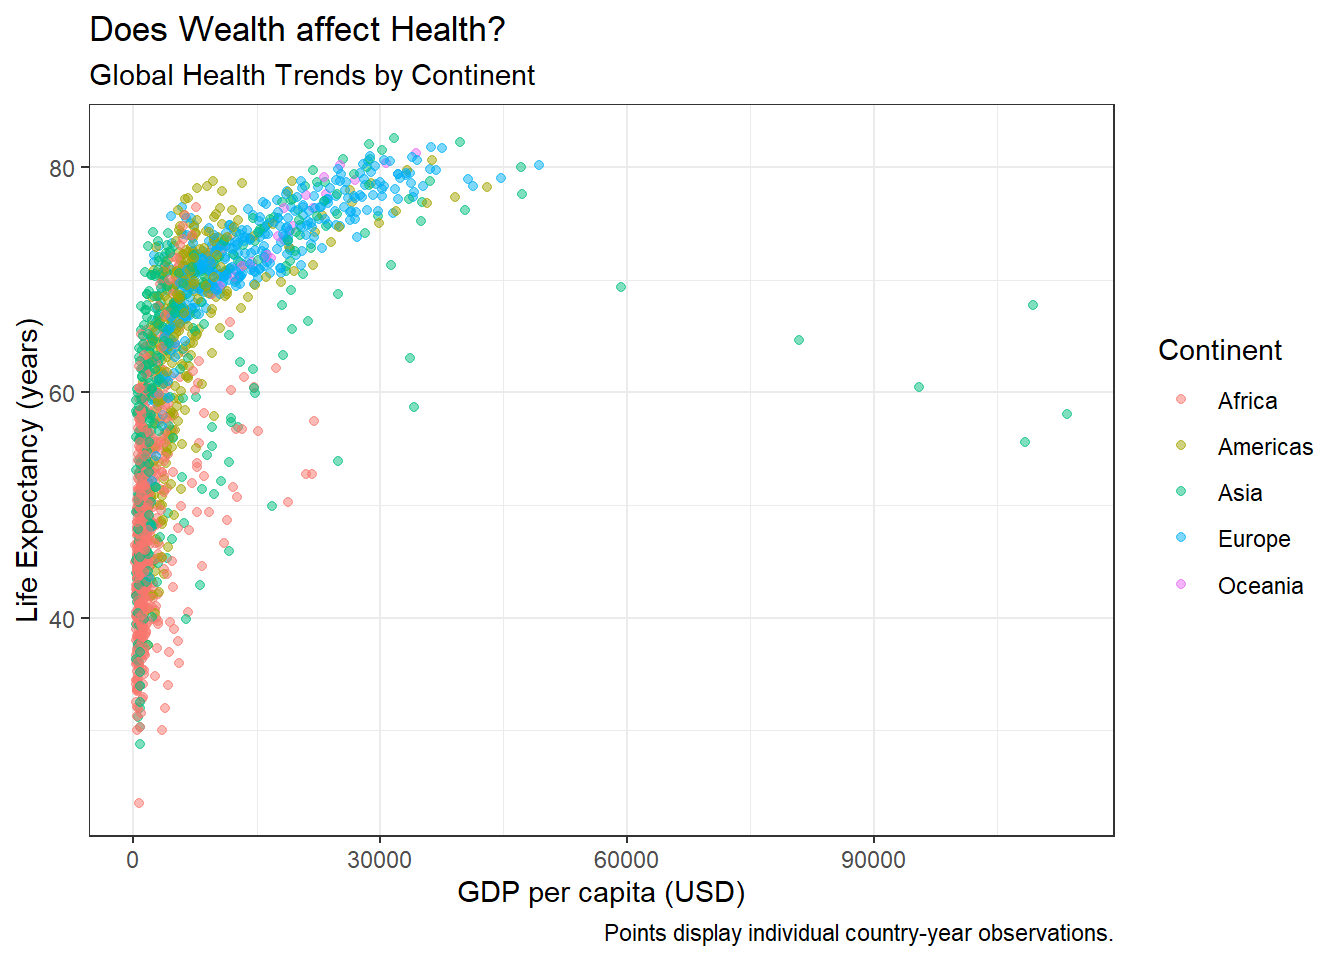 Does Wealth affect Health?
Global Health Trends by Continent
Life Expectancy (years)
80
60
40
0
30000
60000
90000
GDP per capita (USD)
Points display individual country-year observations.
Continent
Africa
Americas
Asia
Europe
Oceania